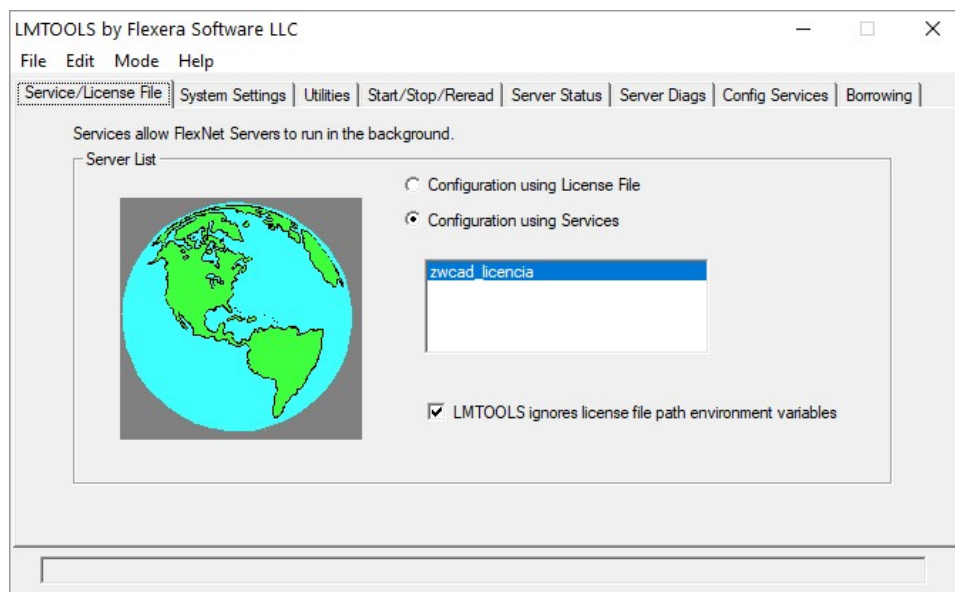 LMTOOLS by Flexera Software LLC
File Edit Mode Help
Service/License File System Settings Utilities Start/Stop/Reread Server Status Server Diags Config Services Borrowing
Services allow FlexNet Servers to run in the background.
Server List
Configuration using License File
Configuration using Services
zwcad_licencia
LMTOOLS ignores license file path environment variables